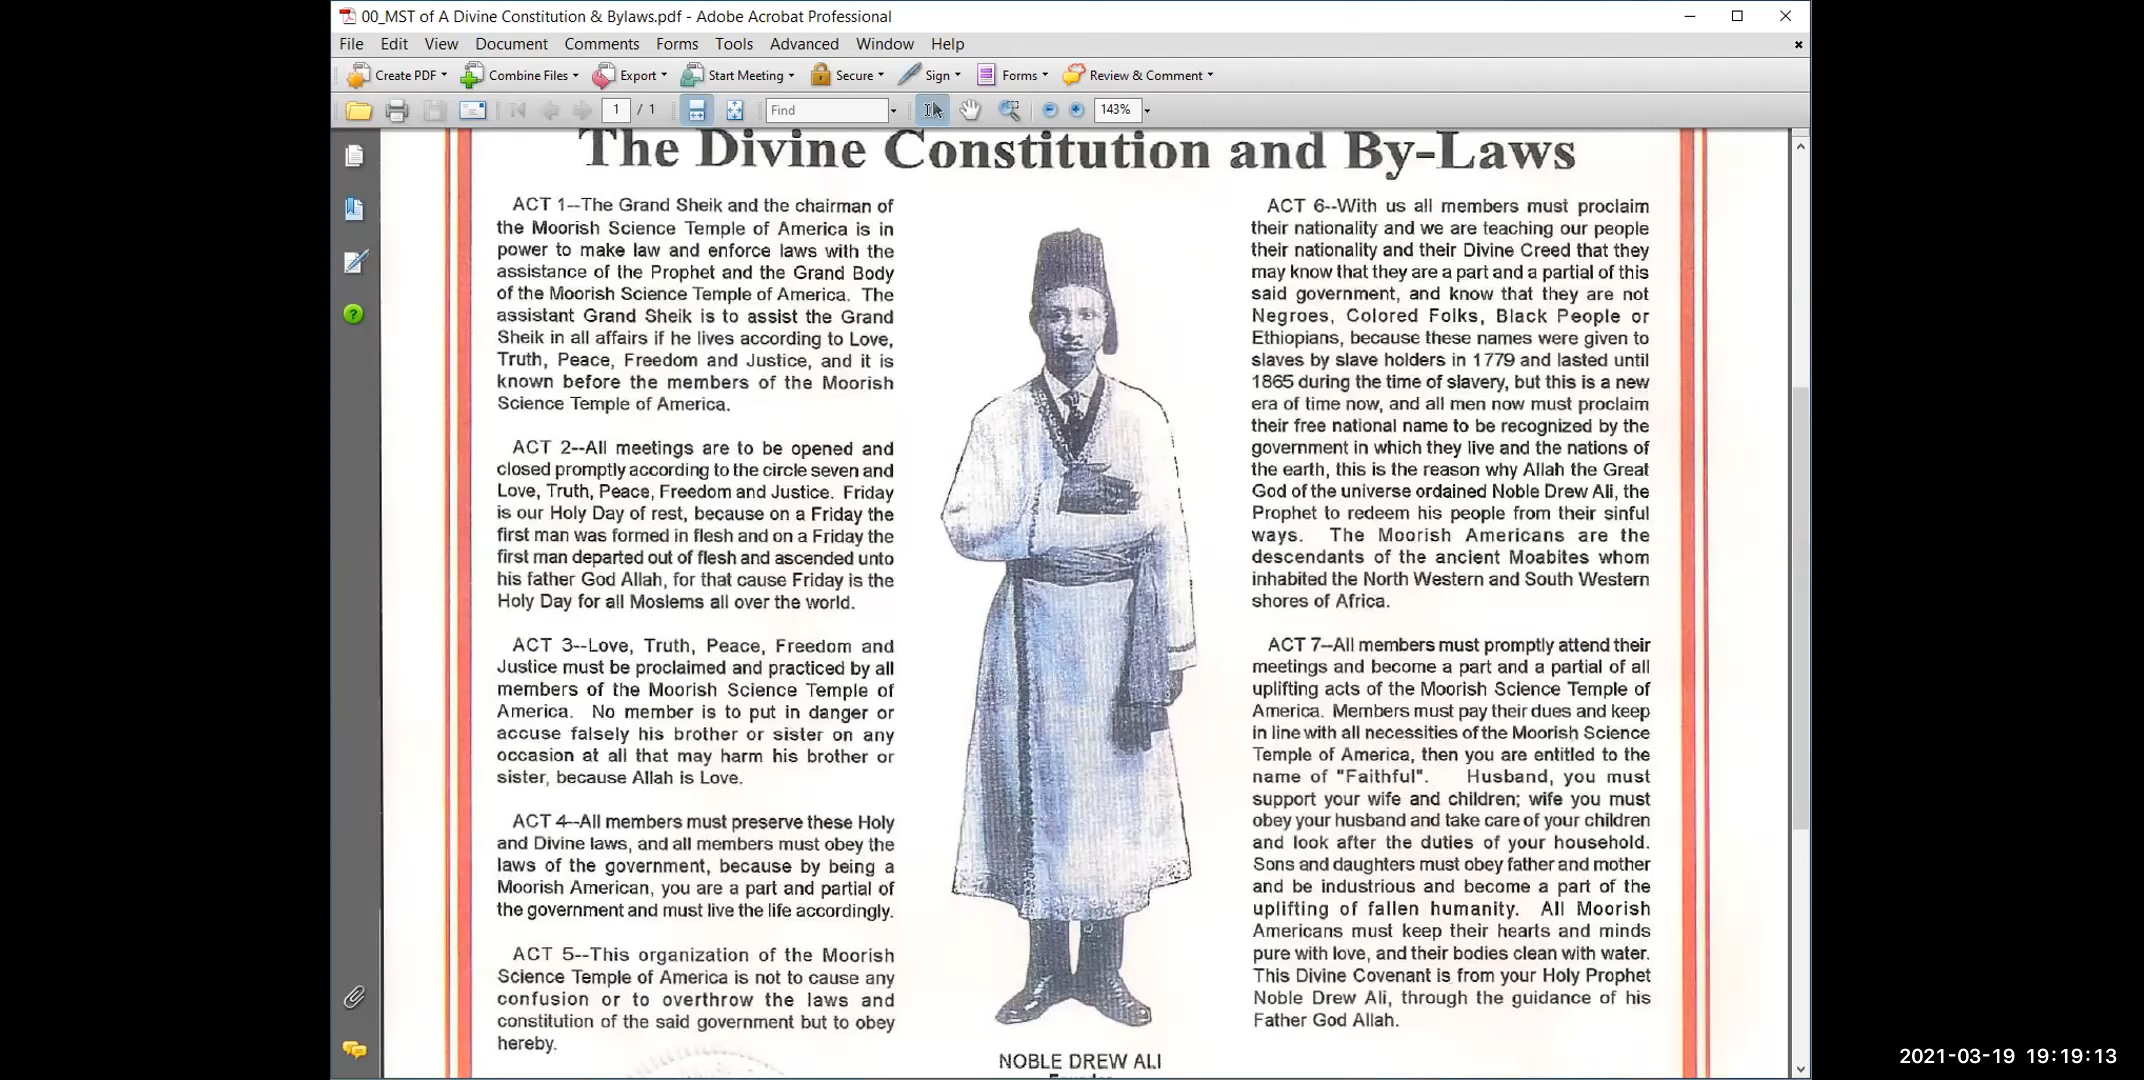 00_MST of A Divine Constitution & Bylaws.pdf - Adobe Acrobat Professional
File Edit View Document Comments Forms Tools Advanced Window Help
Create PDF Combine Files Export Start Meeting Secure Sign Forms Review & Comment
1 / 1 Find 143%
The Divine Constitution and By-Laws
ACT 1--The Grand Sheik and the chairman of
the Moorish Science Temple of America is in
power to make law and enforce laws with the
assistance of the Prophet and the Grand Body
of the Moorish Science Temple of America. The
assistant Grand Sheik is to assist the Grand
Sheik in all affairs if he lives according to Love,
Truth, Peace, Freedom and Justice, and it is
known before the members of the Moorish
Science Temple of America.
ACT 2--All meetings are to be opened and
closed promptly according to the circle seven and
Love, Truth, Peace, Freedom and Justice. Friday
is our Holy Day of rest, because on a Friday the
first man was formed in flesh and on a Friday the
first man departed out of flesh and ascended unto
his father God Allah, for that cause Friday is the
Holy Day for all Moslems all over the world.
ACT 3--Love, Truth, Peace, Freedom and
Justice must be proclaimed and practiced by all
members of the Moorish Science Temple of
America. No member is to put in danger or
accuse falsely his brother or sister on any
occasion at all that may harm his brother or
sister, because Allah is Love.
ACT 4--All members must preserve these Holy
and Divine laws, and all members must obey the
laws of the government, because by being a
Moorish American, you are a part and partial of
the government and must live the life accordingly.
ACT 5--This organization of the Moorish
Science Temple of America is not to cause any
confusion or to overthrow the laws and
constitution of the said government but to obey
hereby.
NOBLE DREW ALI
Founder
ACT 6--With us all members must proclaim
their nationality and we are teaching our people
their nationality and their Divine Creed that they
may know that they are a part and a partial of this
said government, and know that they are not
Negroes, Colored Folks, Black People or
Ethiopians, because these names were given to
slaves by slave holders in 1779 and lasted until
1865 during the time of slavery, but this is a new
era of time now, and all men now must proclaim
their free national name to be recognized by the
government in which they live and the nations of
the earth, this is the reason why Allah the Great
God of the universe ordained Noble Drew Ali, the
Prophet to redeem his people from their sinful
ways. The Moorish Americans are the
descendants of the ancient Moabites whom
inhabited the North Western and South Western
shores of Africa.
ACT 7--All members must promptly attend their
meetings and become a part and a partial of all
uplifting acts of the Moorish Science Temple of
America. Members must pay their dues and keep
in line with all necessities of the Moorish Science
Temple of America, then you are entitled to the
name of "Faithful". Husband, you must
support your wife and children; wife you must
obey your husband and take care of your children
and look after the duties of your household.
Sons and daughters must obey father and mother
and be industrious and become a part of the
uplifting of fallen humanity. All Moorish
Americans must keep their hearts and minds
pure with love, and their bodies clean with water.
This Divine Covenant is from your Holy Prophet
Noble Drew Ali, through the guidance of his
Father God Allah.
2021-03-19 19:19:13